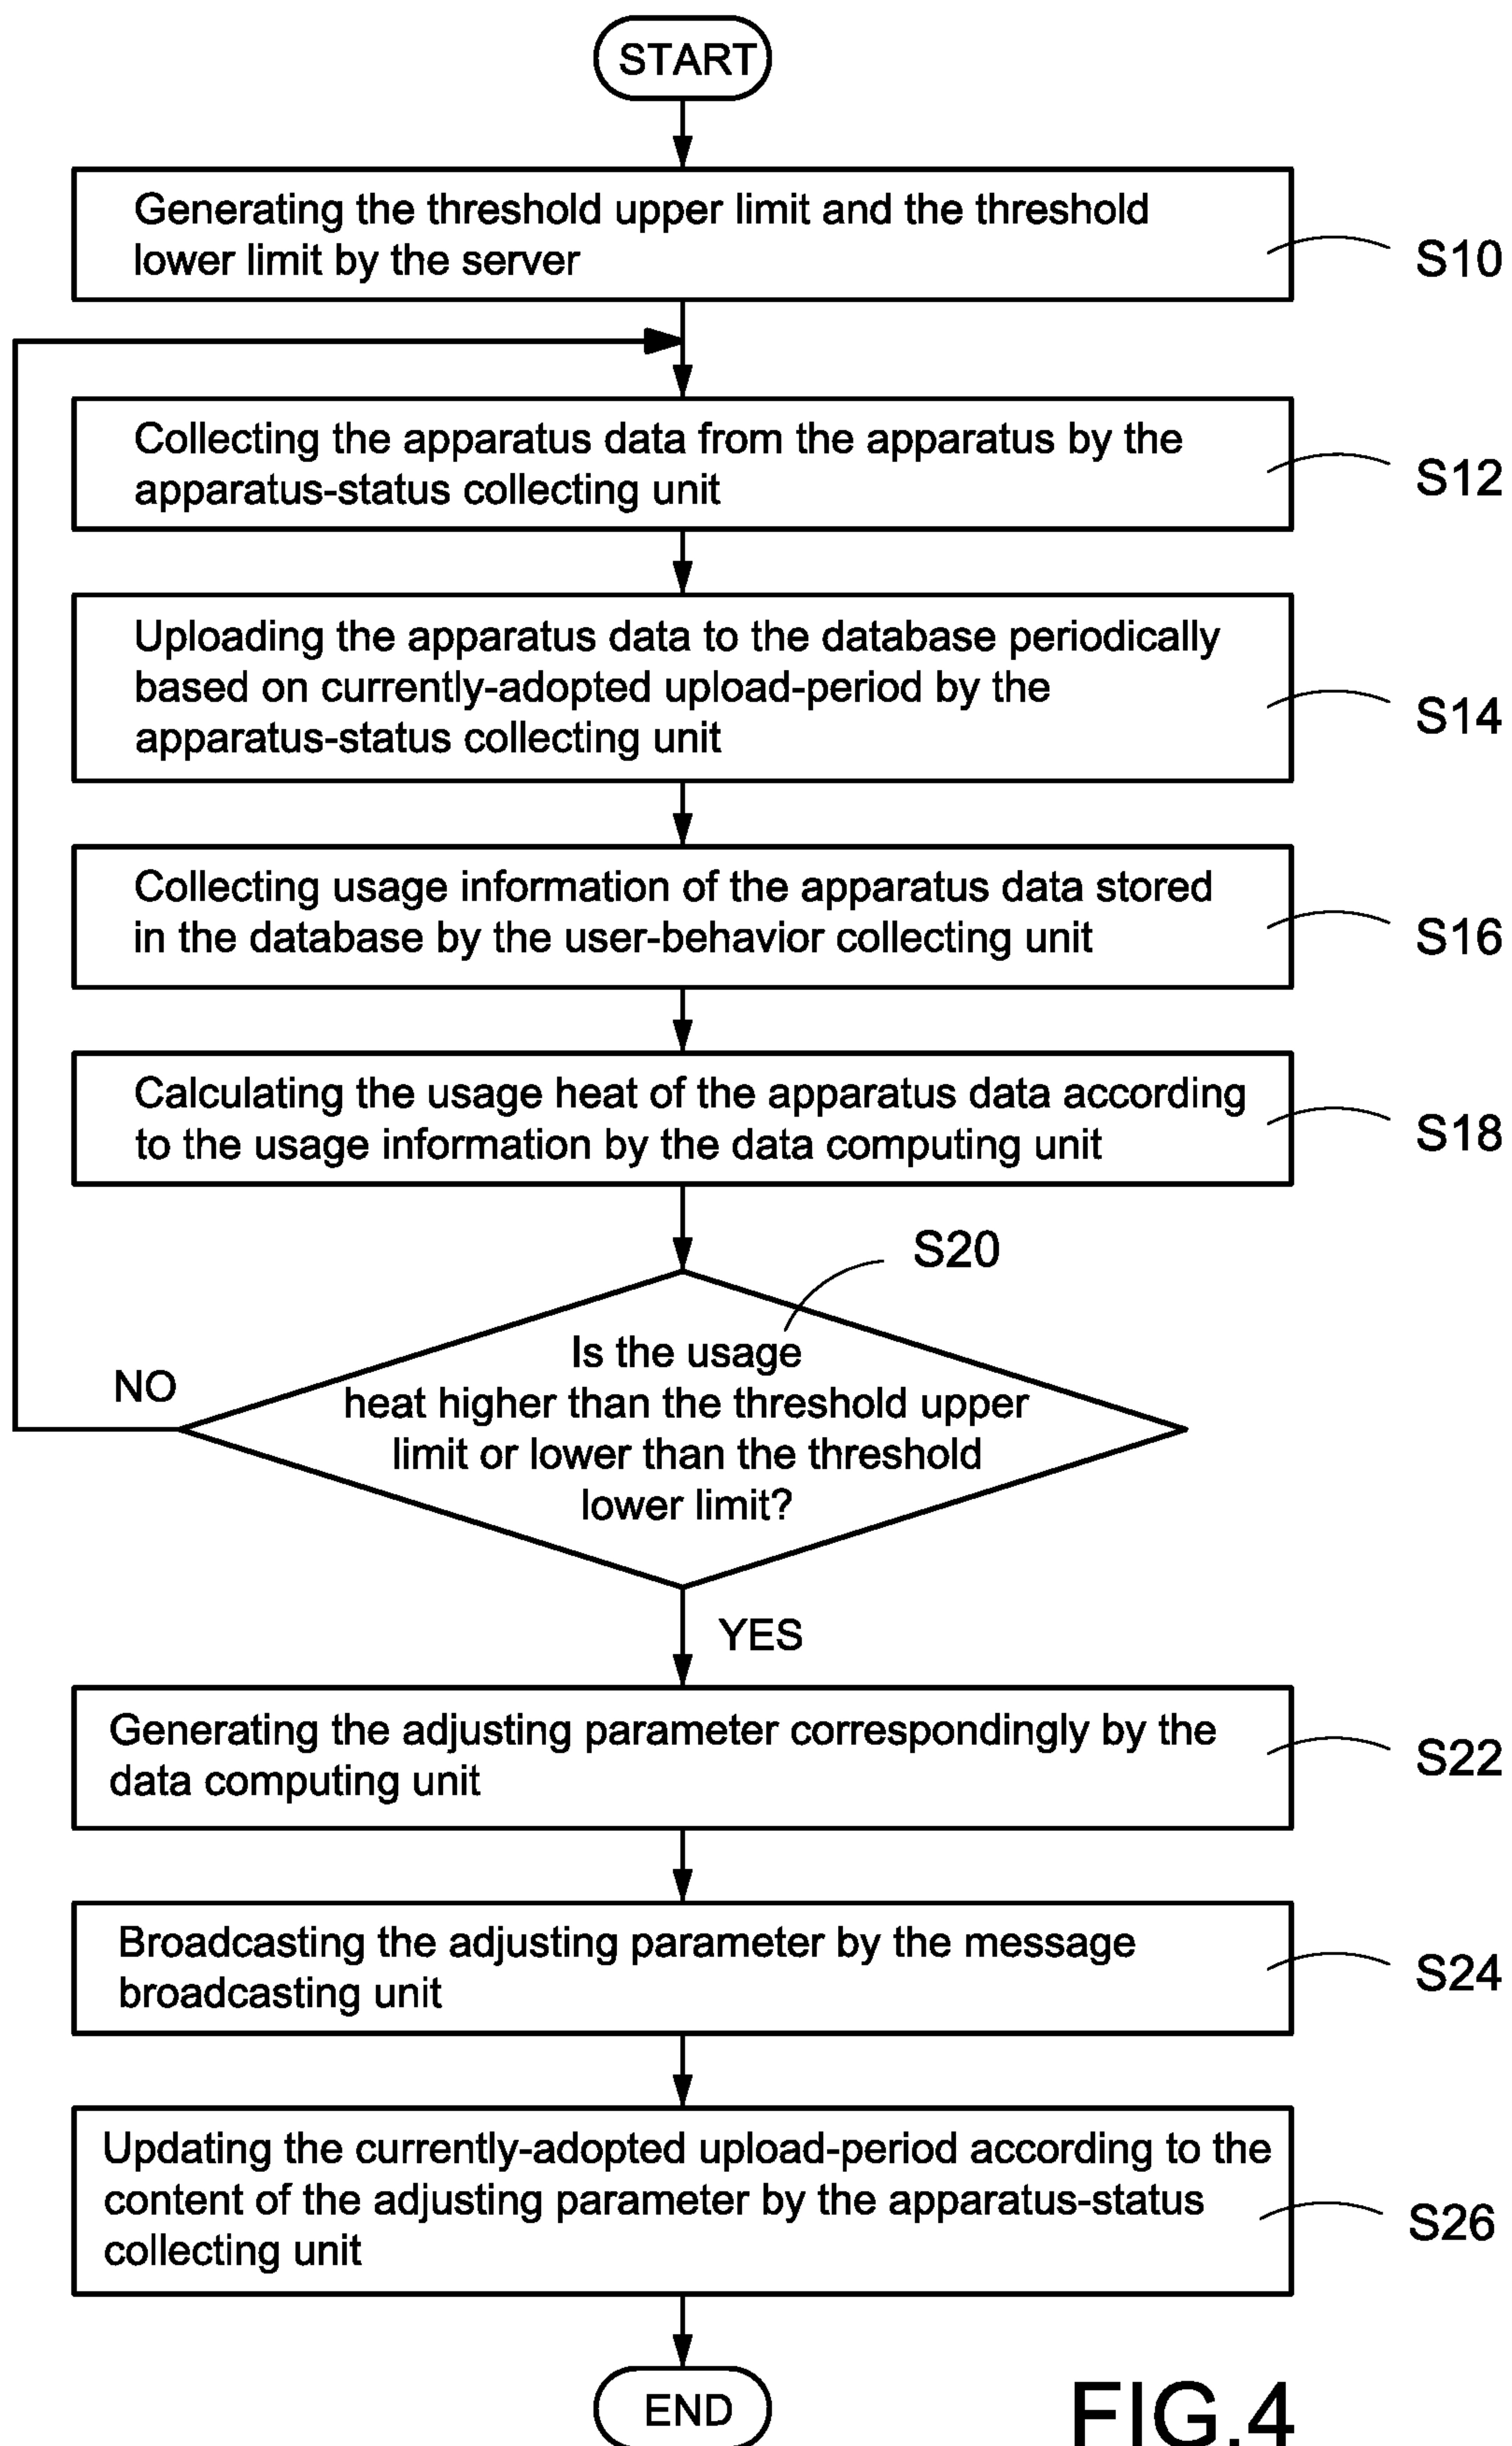 START
Generating the threshold upper limit and the threshold
lower limit by the server
S10
Collecting the apparatus data from the apparatus by the
apparatus-status collecting unit
S12
Uploading the apparatus data to the database periodically
based on currently-adopted upload-period by the
apparatus-status collecting unit
S14
Collecting usage information of the apparatus data stored
in the database by the user-behavior collecting unit
S16
Calculating the usage heat of the apparatus data according
to the usage information by the data computing unit
S18
S20
Is the usage
heat higher than the threshold upper
limit or lower than the threshold
lower limit?
NO
YES
Generating the adjusting parameter correspondingly by the
data computing unit
S22
Broadcasting the adjusting parameter by the message
broadcasting unit
S24
Updating the currently-adopted upload-period according to the
content of the adjusting parameter by the apparatus-status
collecting unit
S26
END
FIG.4